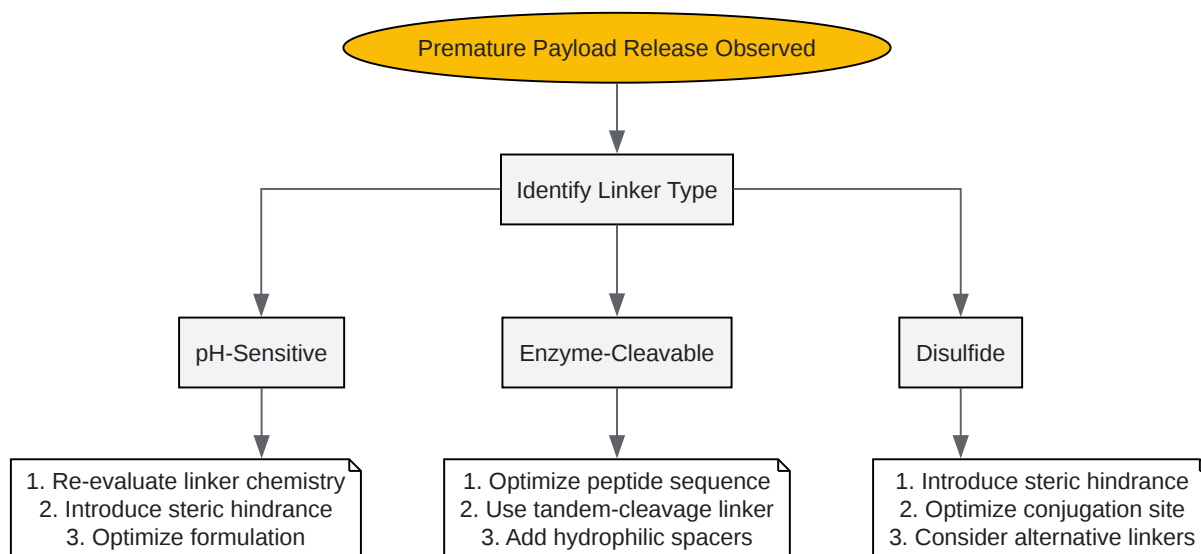 Premature Payload Release Observed
Identify Linker Type
pH-Sensitive
Enzyme-Cleavable
Disulfide
1. Re-evaluate linker chemistry
2. Introduce steric hindrance
3. Optimize formulation
1. Optimize peptide sequence
2. Use tandem-cleavage linker
3. Add hydrophilic spacers
1. Introduce steric hindrance
2. Optimize conjugation site
3. Consider alternative linkers